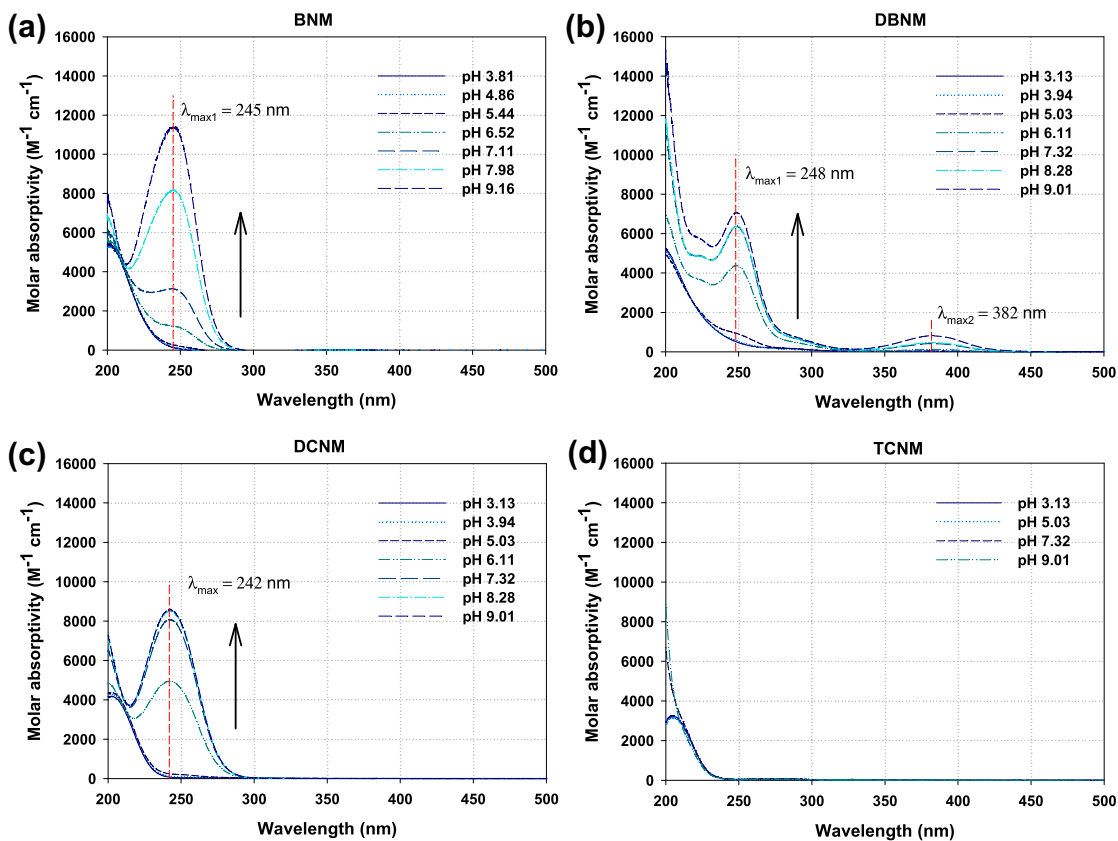 (a)
BNM
16000
14000
12000
10000
8000
6000
4000
2000
0
Molar absorptivity (M⁻¹ cm⁻¹)
λmax1 = 245 nm
pH 3.81
pH 4.86
pH 5.44
pH 6.52
pH 7.11
pH 7.98
pH 9.16
200 250 300 350 400 450 500
Wavelength (nm)
(b)
DBNM
16000
14000
12000
10000
8000
6000
4000
2000
0
Molar absorptivity (M⁻¹ cm⁻¹)
λmax1 = 248 nm
λmax2 = 382 nm
pH 3.13
pH 3.94
pH 5.03
pH 6.11
pH 7.32
pH 8.28
pH 9.01
200 250 300 350 400 450 500
Wavelength (nm)
(c)
DCNM
16000
14000
12000
10000
8000
6000
4000
2000
0
Molar absorptivity (M⁻¹ cm⁻¹)
λmax = 242 nm
pH 3.13
pH 3.94
pH 5.03
pH 6.11
pH 7.32
pH 8.28
pH 9.01
200 250 300 350 400 450 500
Wavelength (nm)
(d)
TCNM
16000
14000
12000
10000
8000
6000
4000
2000
0
Molar absorptivity (M⁻¹ cm⁻¹)
pH 3.13
pH 5.03
pH 7.32
pH 9.01
200 250 300 350 400 450 500
Wavelength (nm)